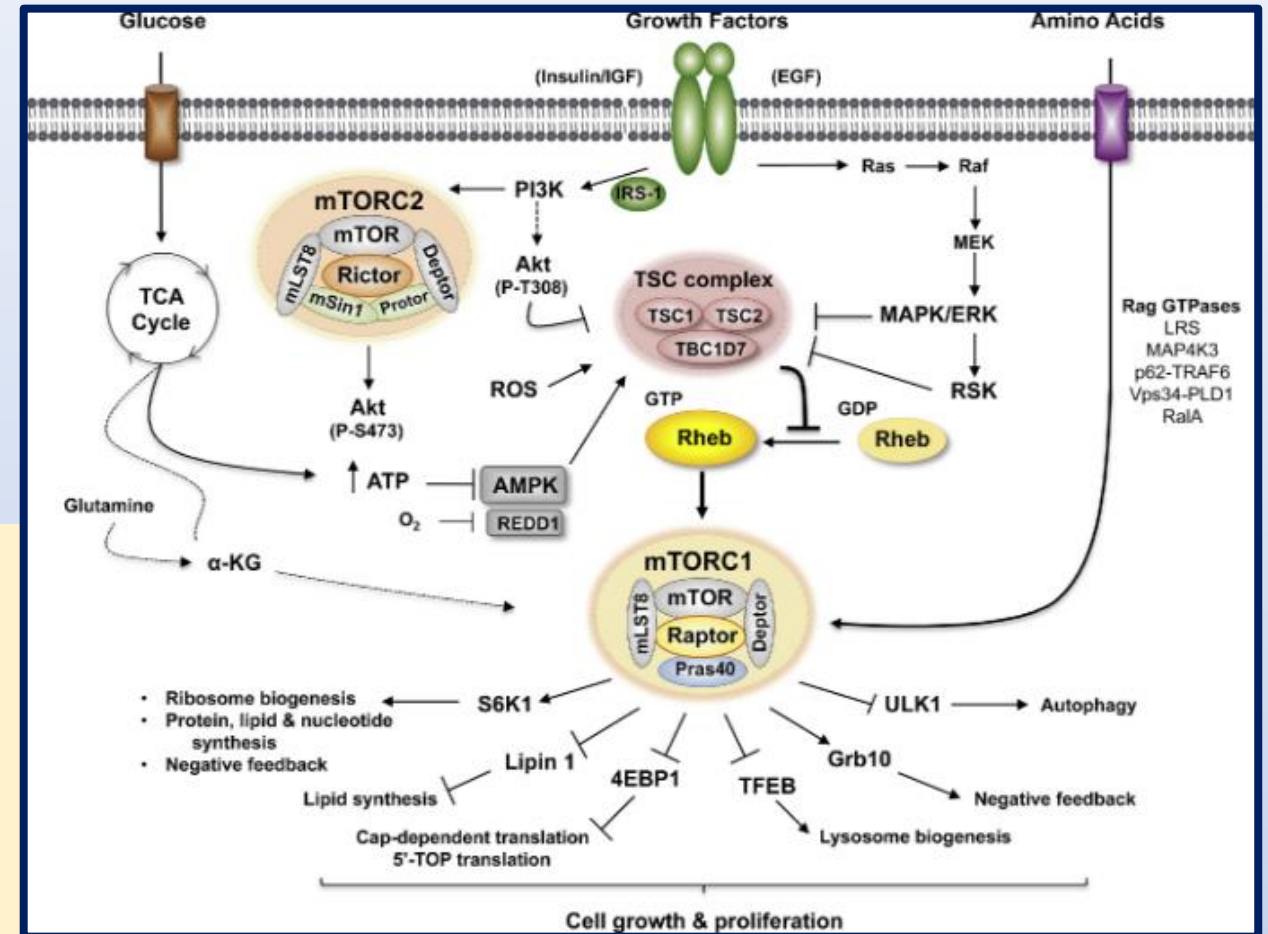 Glucose
Growth Factors
Amino Acids
(Insulin/IGF)
(EGF)
IRS-1
PI3K
Ras
Raf
MEK
MAPK/ERK
RSK
mTORC2
mTOR
mLST8
Rictor
Deptor
mSin1
Protor
Akt
(P-T308)
Akt
(P-S473)
TSC complex
TSC1
TSC2
TBC1D7
TCA
Cycle
ROS
GTP
Rheb
GDP
Rheb
Rag GTPases
LRS
MAP4K3
p62-TRAF6
Vps34-PLD1
RalA
ATP
AMPK
O₂
REDD1
Glutamine
α-KG
mTORC1
mTOR
mLST8
Raptor
Deptor
Pras40
• Ribosome biogenesis
• Protein, lipid & nucleotide
synthesis
• Negative feedback
S6K1
ULK1
Autophagy
Lipin 1
Lipid synthesis
4EBP1
Cap-dependent translation
5'-TOP translation
TFEB
Lysosome biogenesis
Grb10
Negative feedback
Cell growth & proliferation